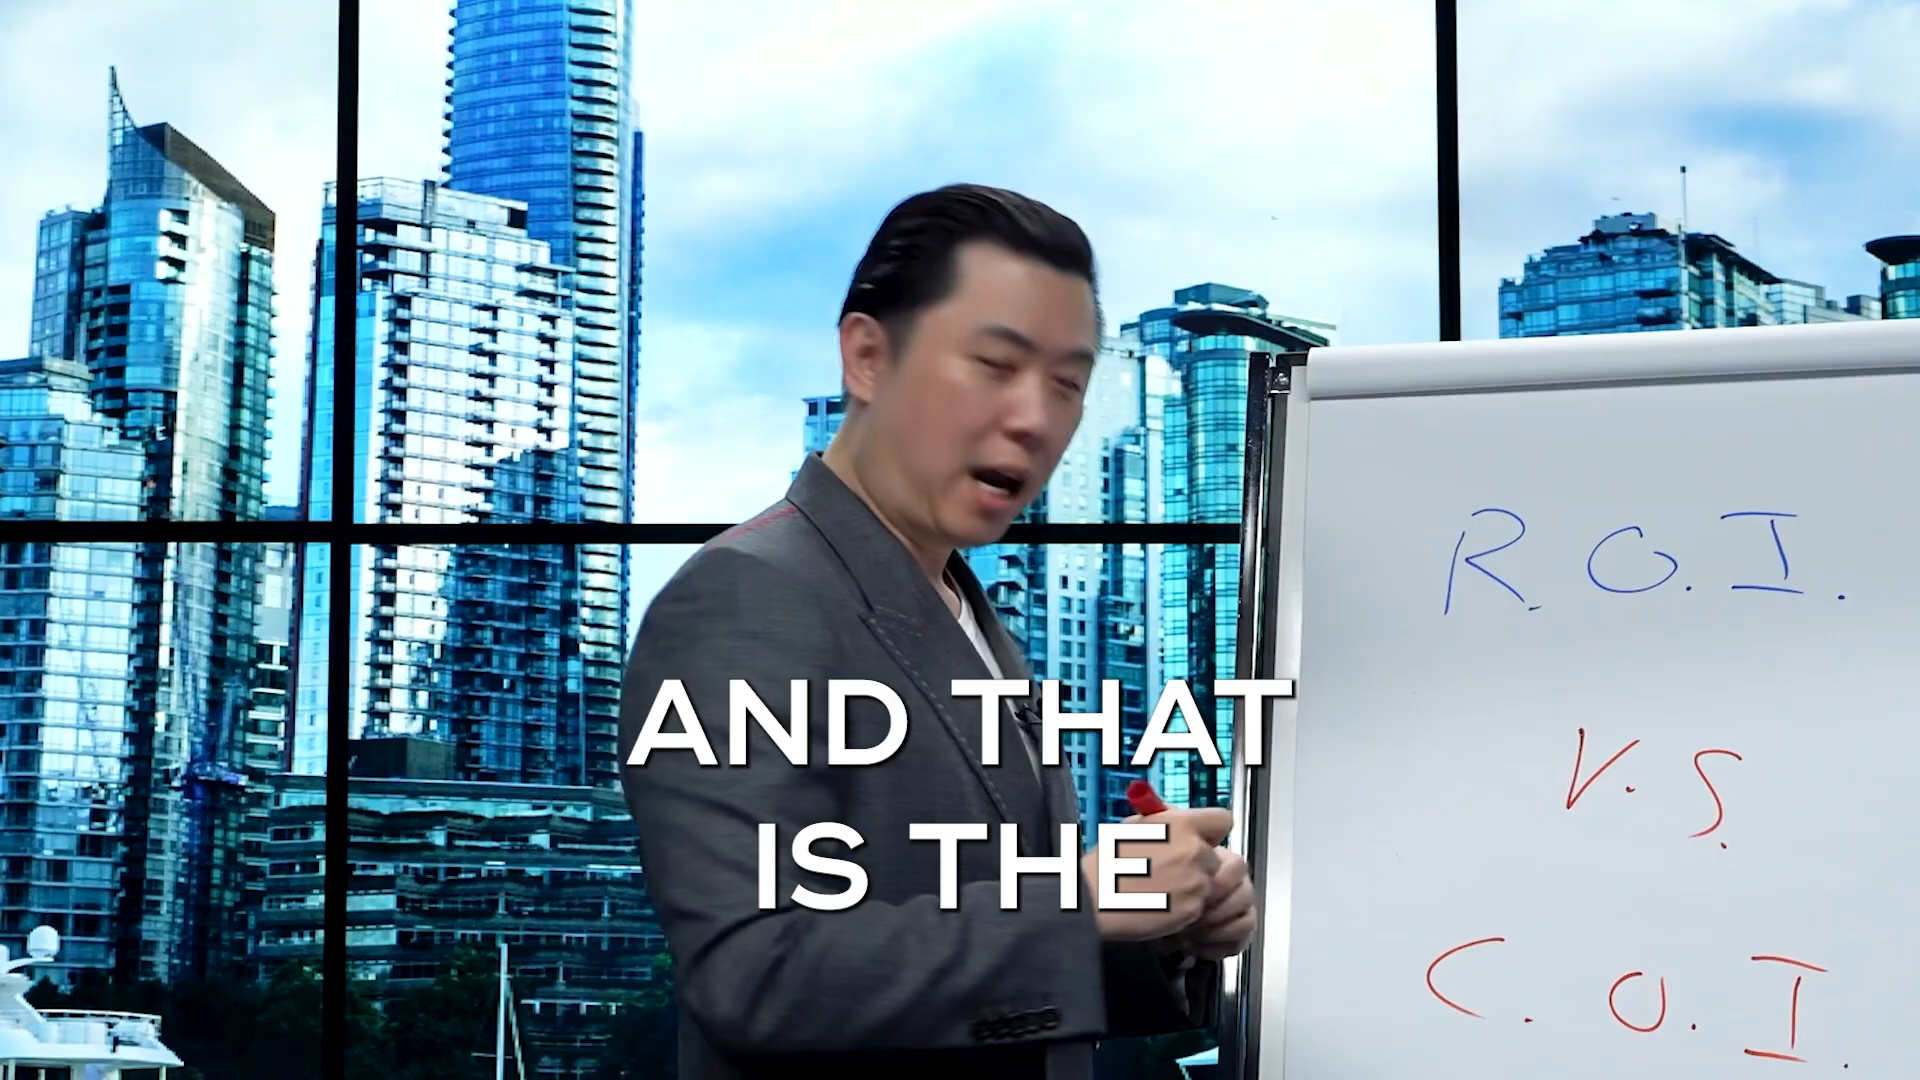 AND THAT
IS THE
R.O.I.
V.S.
C.O.I.